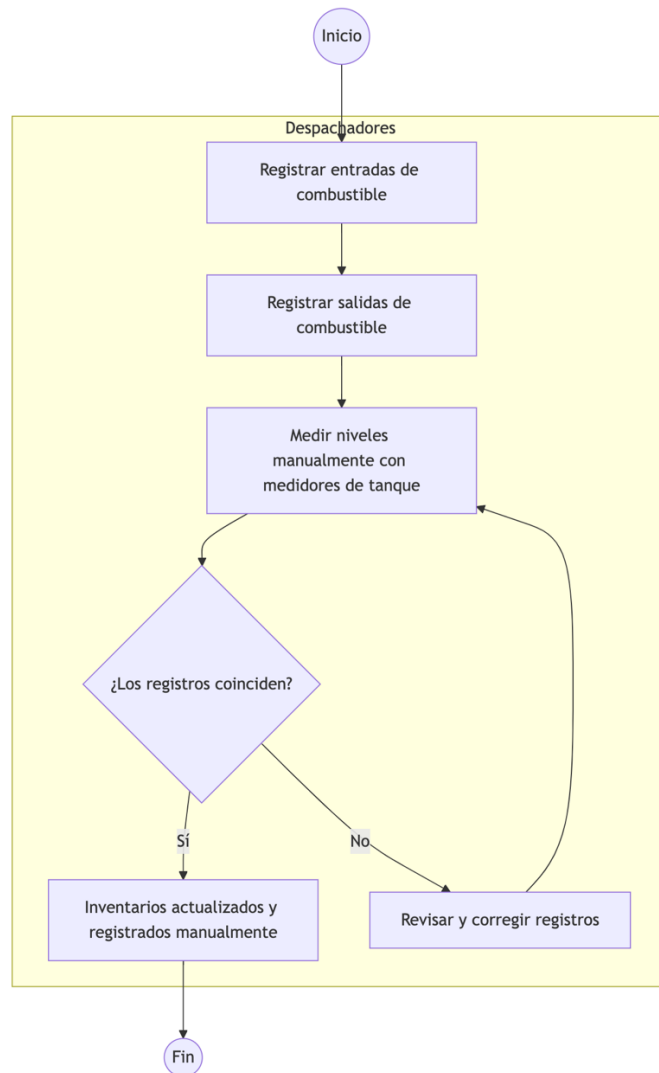 Inicio
Despachadores
Registrar entradas de
combustible
Registrar salidas de
combustible
Medir niveles
manualmente con
medidores de tanque
¿Los registros coinciden?
Sí
No
Inventarios actualizados y
registrados manualmente
Revisar y corregir registros
Fin